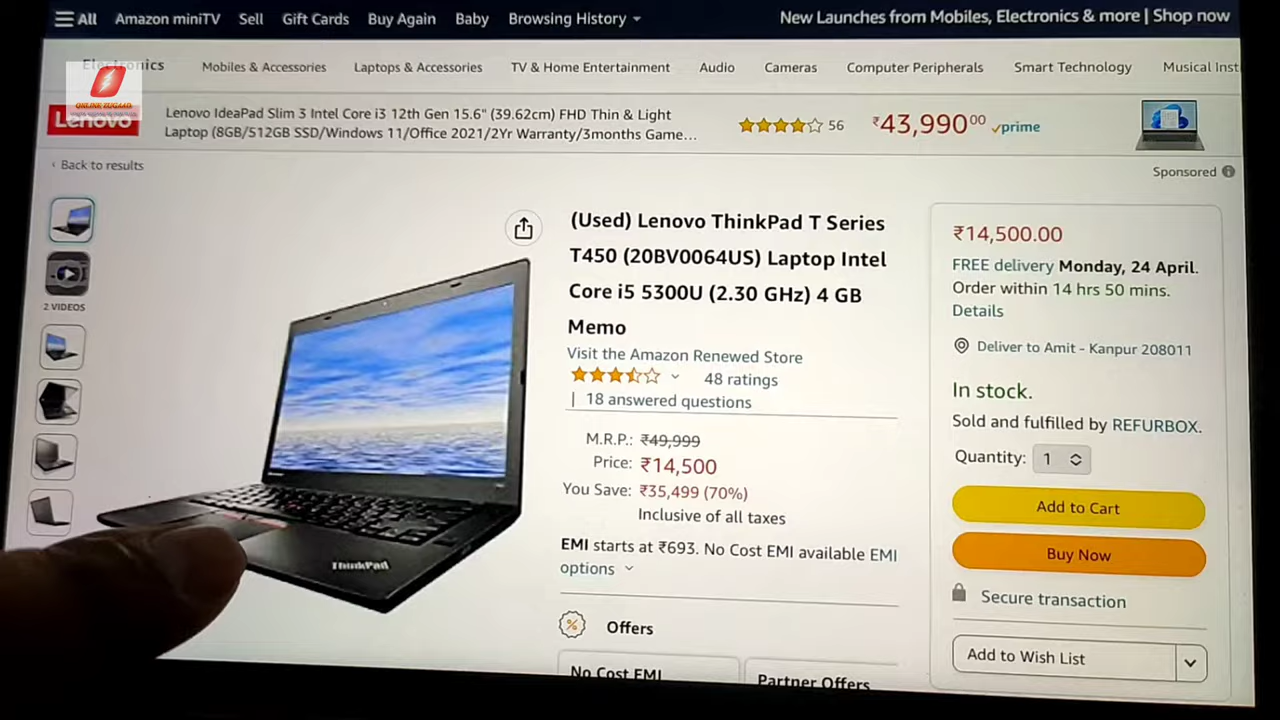 All Amazon miniTV Sell Gift Cards Buy Again Baby Browsing History
New Launches from Mobiles, Electronics & more | Shop now
Electronics Mobiles & Accessories Laptops & Accessories TV & Home Entertainment Audio Cameras Computer Peripherals Smart Technology Musical Inst
ONLINE ZUGAAD
Lenovo
Lenovo IdeaPad Slim 3 Intel Core i3 12th Gen 15.6" (39.62cm) FHD Thin & Light
Laptop (8GB/512GB SSD/Windows 11/Office 2021/2Yr Warranty/3months Game...
56
₹43,990⁰⁰ prime
‹ Back to results
Sponsored
2 VIDEOS
ThinkPad
(Used) Lenovo ThinkPad T Series
T450 (20BV0064US) Laptop Intel
Core i5 5300U (2.30 GHz) 4 GB
Memo
Visit the Amazon Renewed Store
48 ratings
| 18 answered questions
M.R.P.: ₹49,999
Price: ₹14,500
You Save: ₹35,499 (70%)
Inclusive of all taxes
EMI starts at ₹693. No Cost EMI available EMI
options
Offers
No Cost EMI
Partner Offers
₹14,500.00
FREE delivery Monday, 24 April.
Order within 14 hrs 50 mins.
Details
Deliver to Amit - Kanpur 208011
In stock.
Sold and fulfilled by REFURBOX.
Quantity: 1
Add to Cart
Buy Now
Secure transaction
Add to Wish List